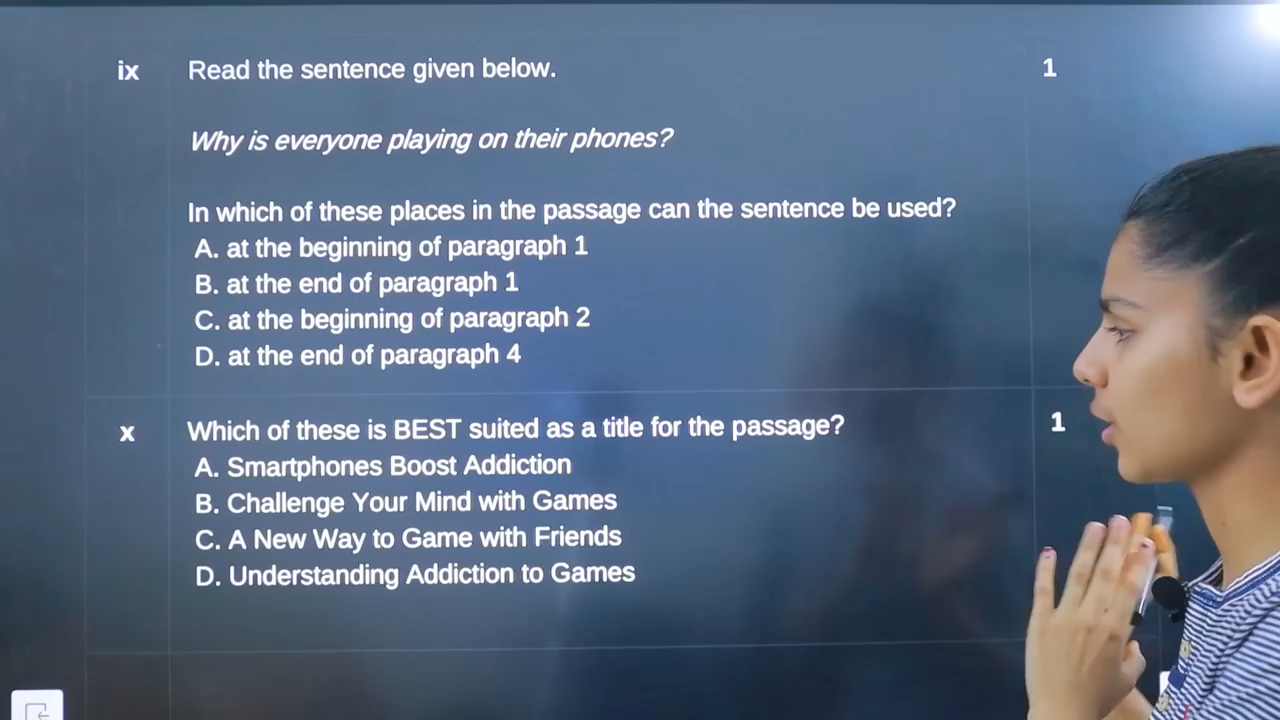 ix Read the sentence given below. 1
Why is everyone playing on their phones?
In which of these places in the passage can the sentence be used?
A. at the beginning of paragraph 1
B. at the end of paragraph 1
C. at the beginning of paragraph 2
D. at the end of paragraph 4
x Which of these is BEST suited as a title for the passage? 1
A. Smartphones Boost Addiction
B. Challenge Your Mind with Games
C. A New Way to Game with Friends
D. Understanding Addiction to Games